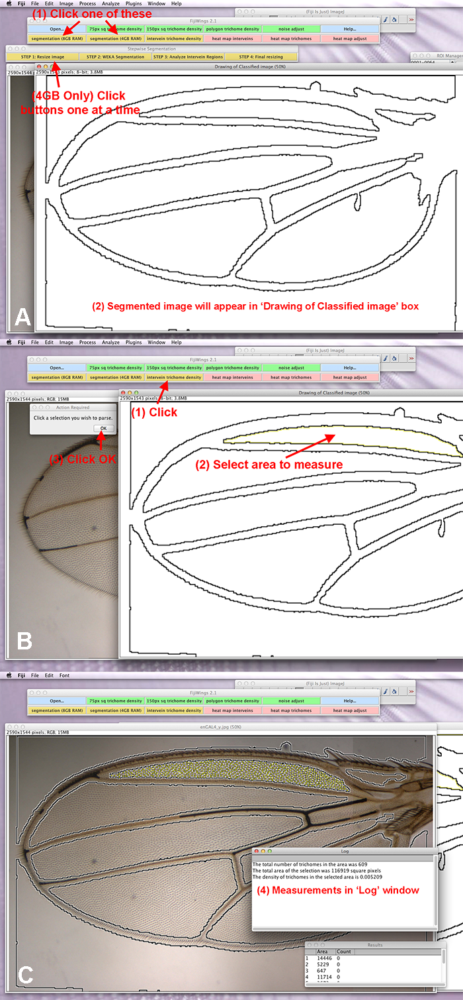 Fiji File Edit Image Process Analyze Plugins Window Help
(1) Click one of these
(Fiji Is Just) ImageJ
FijiWings 2.1
>>
Open... 75px sq trichome density 150px sq trichome density polygon trichome density noise adjust Help...
segmentation (8GB RAM) segmentation (4GB RAM) intervein trichome density heat map interveins heat map trichomes heat map adjust
Stepwise Segmentation
STEP 1: Resize image STEP 2: WEKA Segmentation STEP 3: Analyze Intervein Regions STEP 4: Final resizing
ROI Manager
0001-0064
2590x1544
Drawing of Classified image (50%)
2590x1543 pixels; 8-bit; 3.8MB
(4GB Only) Click
buttons one at a time
(2) Segmented image will appear in ‘Drawing of Classified image’ box
A
Fiji File Edit Image Process Analyze Plugins Window Help
(Fiji Is Just) ImageJ
FijiWings 2.1
>>
Open... 75px sq trichome density 150px sq trichome density polygon trichome density noise adjust Help...
segmentation (8GB RAM) segmentation (4GB RAM) intervein trichome density heat map interveins heat map trichomes heat map adjust
2590x1544 pixels; RGB; 15MB
Drawing of Classified image (50%)
2590x1543 pixels; 8-bit; 3.8MB
Action Required
Click a selection you wish to parse.
OK
(1) Click
(2) Select area to measure
(3) Click OK
B
Fiji File Edit Font
(Fiji Is Just) ImageJ
FijiWings 2.1
>>
Open... 75px sq trichome density 150px sq trichome density polygon trichome density noise adjust Help...
segmentation (8GB RAM) segmentation (4GB RAM) intervein trichome density heat map interveins heat map trichomes heat map adjust
enGAL4_y.jpg (50%)
2590x1544 pixels; RGB; 15MB
Log
The total number of trichomes in the area was 609
The total area of the selection was 116919 square pixels
The density of trichomes in the selected area is 0.005209
(4) Measurements in ‘Log’ window
Results
Area Count
1 14446 0
2 5229 0
3 647 0
4 11714 0
C